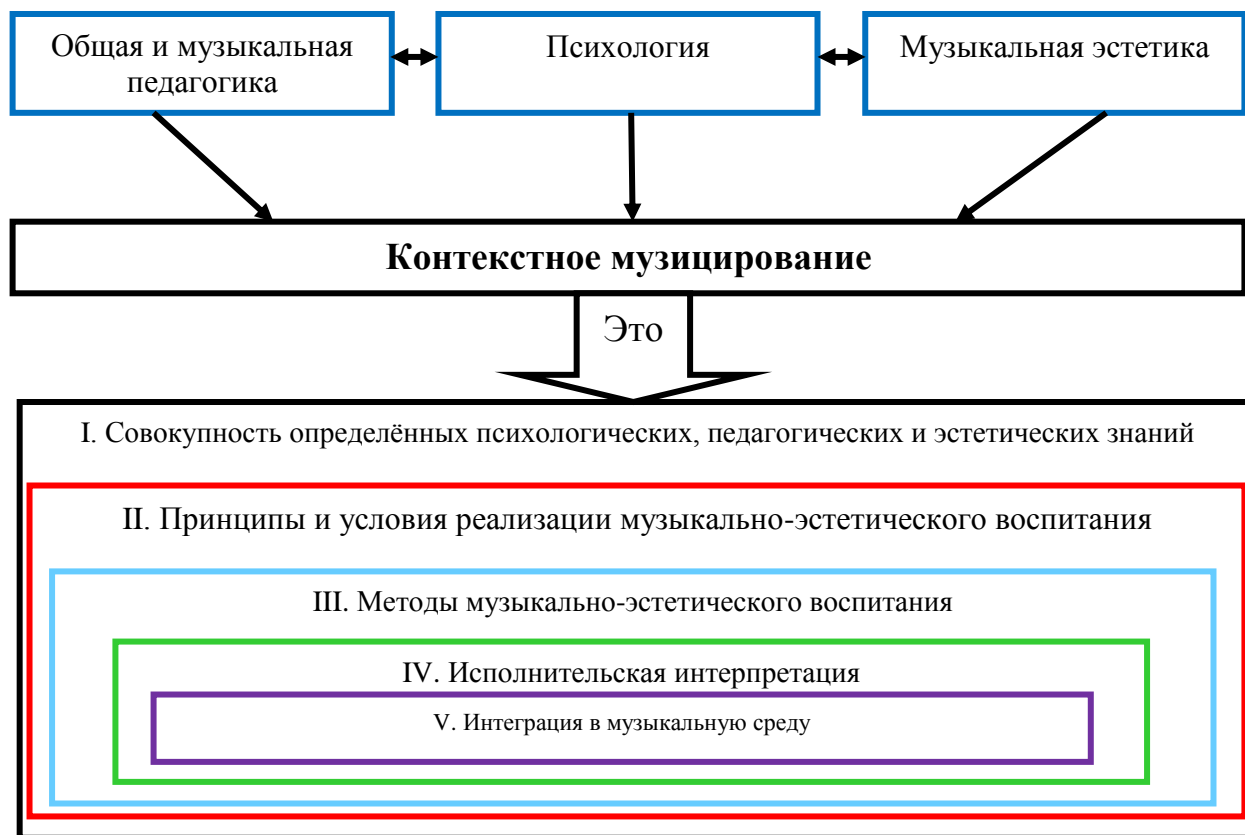 Общая и музыкальная
педагогика
Психология
Музыкальная эстетика
Контекстное музицирование
Это
I. Совокупность определённых психологических, педагогических и эстетических знаний
II. Принципы и условия реализации музыкально-эстетического воспитания
III. Методы музыкально-эстетического воспитания
IV. Исполнительская интерпретация
V. Интеграция в музыкальную среду